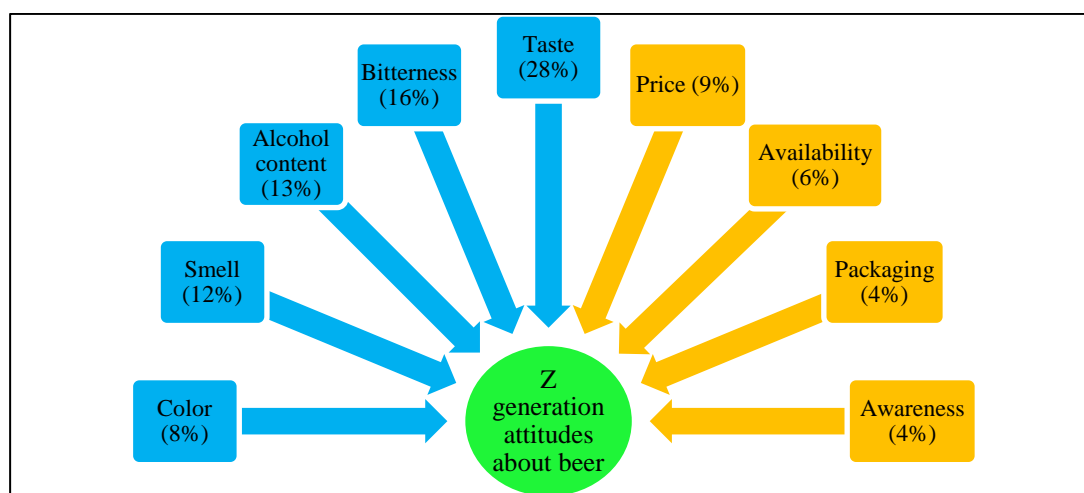 Taste
(28%)
Bitterness
(16%)
Price (9%)
Alcohol
content
(13%)
Availability
(6%)
Smell
(12%)
Packaging
(4%)
Color
(8%)
Z
generation
attitudes
about beer
Awareness
(4%)